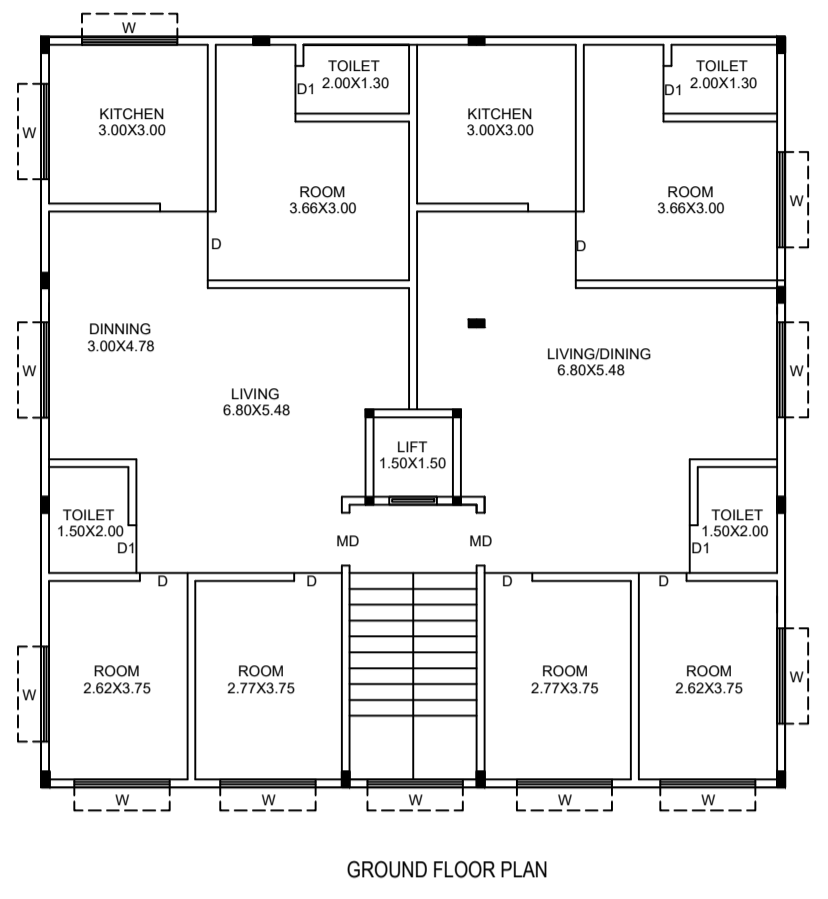 W
TOILET
2.00X1.30
D1
TOILET
2.00X1.30
D1
KITCHEN
3.00X3.00
KITCHEN
3.00X3.00
W
ROOM
3.66X3.00
ROOM
3.66X3.00
W
D
D
DINNING
3.00X4.78
LIVING/DINING
6.80X5.48
W
W
LIVING
6.80X5.48
LIFT
1.50X1.50
TOILET
1.50X2.00
D1
TOILET
1.50X2.00
D1
MD
MD
D
D
D
D
ROOM
2.62X3.75
ROOM
2.77X3.75
ROOM
2.77X3.75
ROOM
2.62X3.75
W
W
W
W
W
W
W
GROUND FLOOR PLAN